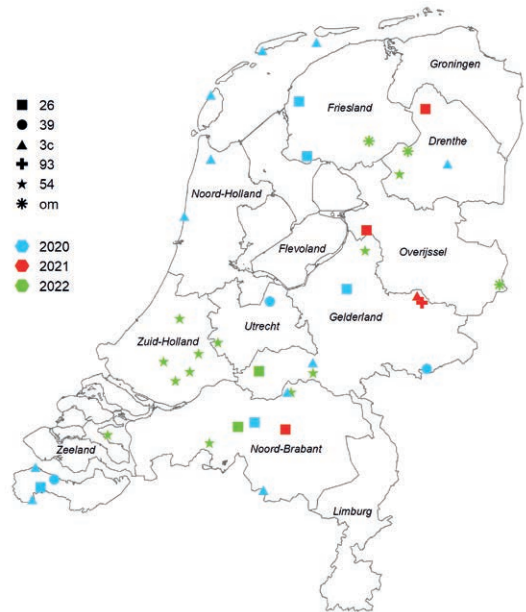 26
39
3c
93
54
om
2020
2021
2022
Groningen
Friesland
Drenthe
Noord-Holland
Flevoland
Overijssel
Gelderland
Utrecht
Zuid-Holland
Zeeland
Noord-Brabant
Limburg